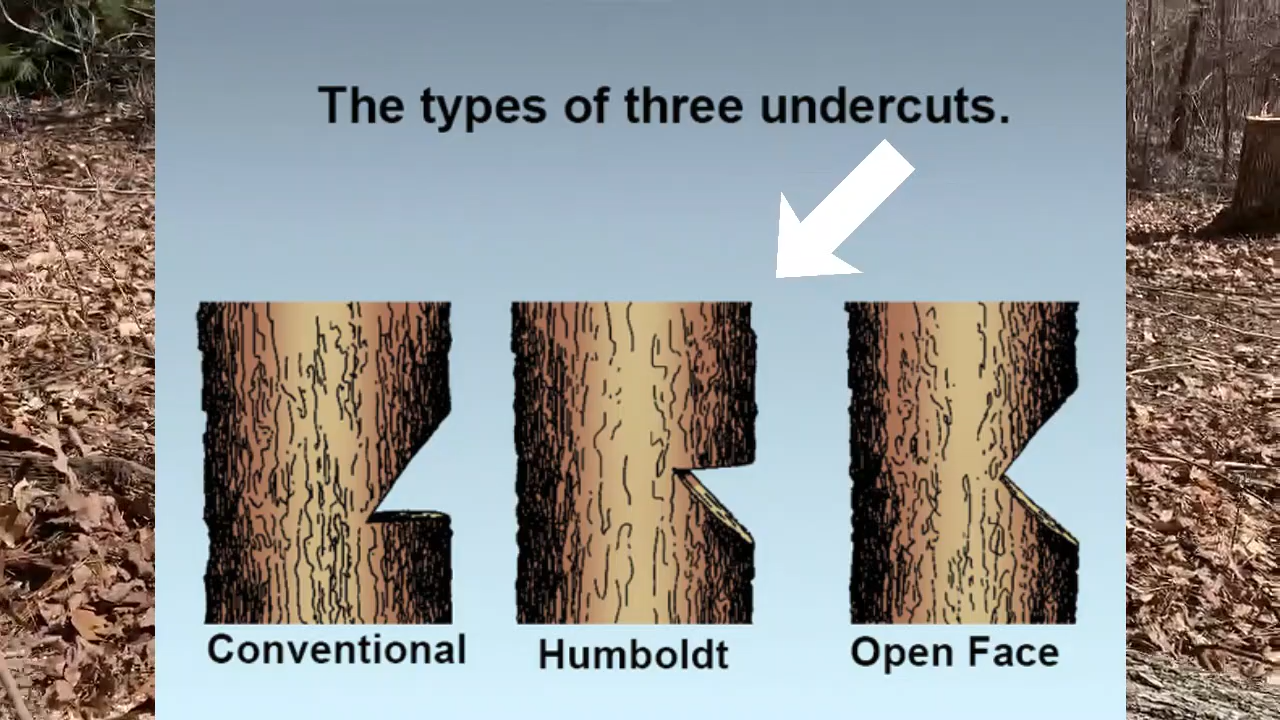 The types of three undercuts.
Conventional
Humboldt
Open Face